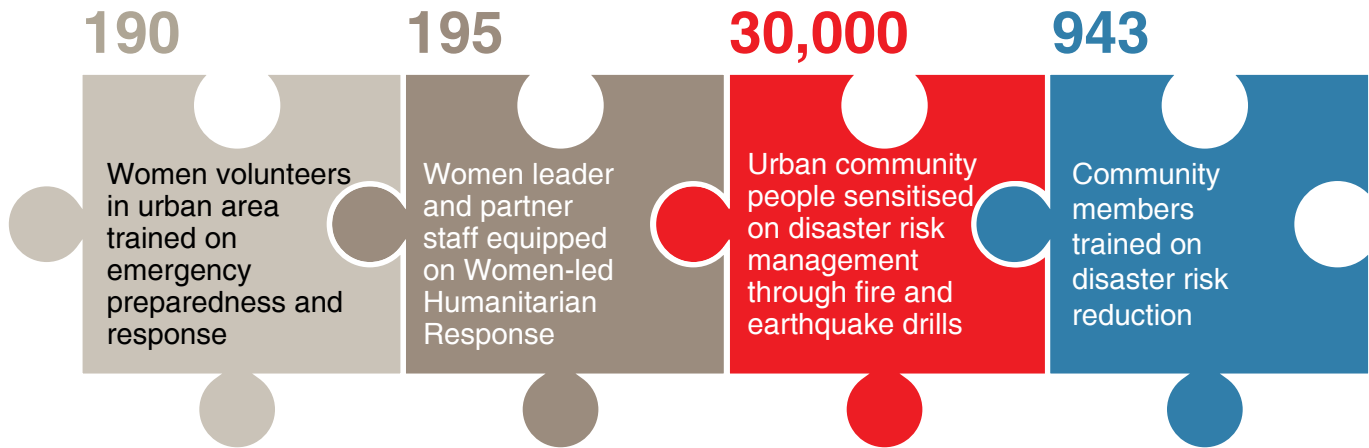 190
Women volunteers
in urban area
trained on
emergency
preparedness and
response
195
Women leader
and partner
staff equipped
on Women-led
Humanitarian
Response
30,000
Urban community
people sensitised
on disaster risk
management
through fire and
earthquake drills
943
Community
members
trained on
disaster risk
reduction